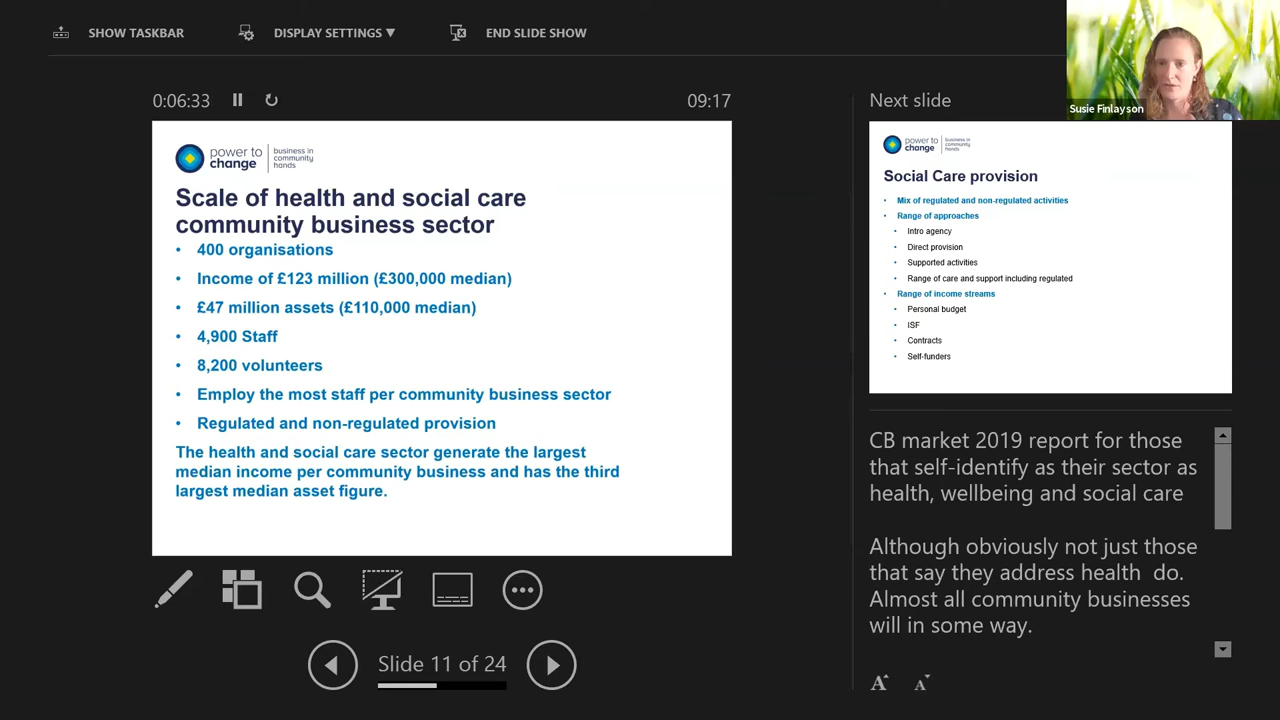 SHOW TASKBAR
DISPLAY SETTINGS ▼
END SLIDE SHOW
Susie Finlayson
0:06:33
09:17
power to
change
business in
community
hands
Scale of health and social care
community business sector
• 400 organisations
• Income of £123 million (£300,000 median)
• £47 million assets (£110,000 median)
• 4,900 Staff
• 8,200 volunteers
• Employ the most staff per community business sector
• Regulated and non-regulated provision
The health and social care sector generate the largest
median income per community business and has the third
largest median asset figure.
Slide 11 of 24
Next slide
power to
change
business in
community
hands
Social Care provision
• Mix of regulated and non-regulated activities
• Range of approaches
• Intro agency
• Direct provision
• Supported activities
• Range of care and support including regulated
• Range of income streams
• Personal budget
• ISF
• Contracts
• Self-funders
CB market 2019 report for those
that self-identify as their sector as
health, wellbeing and social care
Although obviously not just those
that say they address health do.
Almost all community businesses
will in some way.
A A